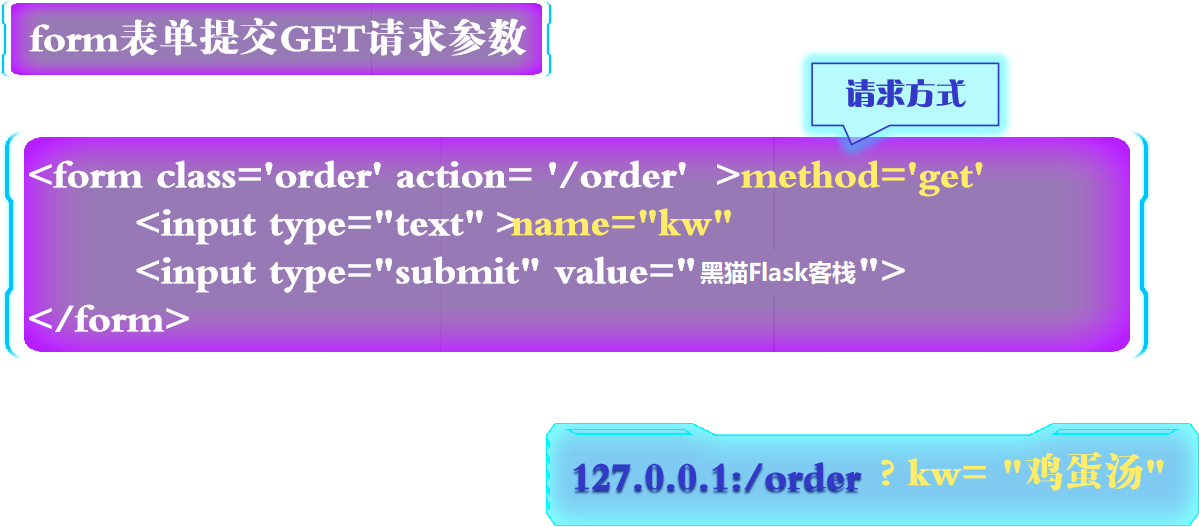 form表单提交GET请求参数
请求方式
<form class='order' action= '/order'  >method='get'
<input type="text" >name="kw"
<input type="submit" value="黑猫Flask客栈">
</form>
127.0.0.1:/order ? kw= "鸡蛋汤"